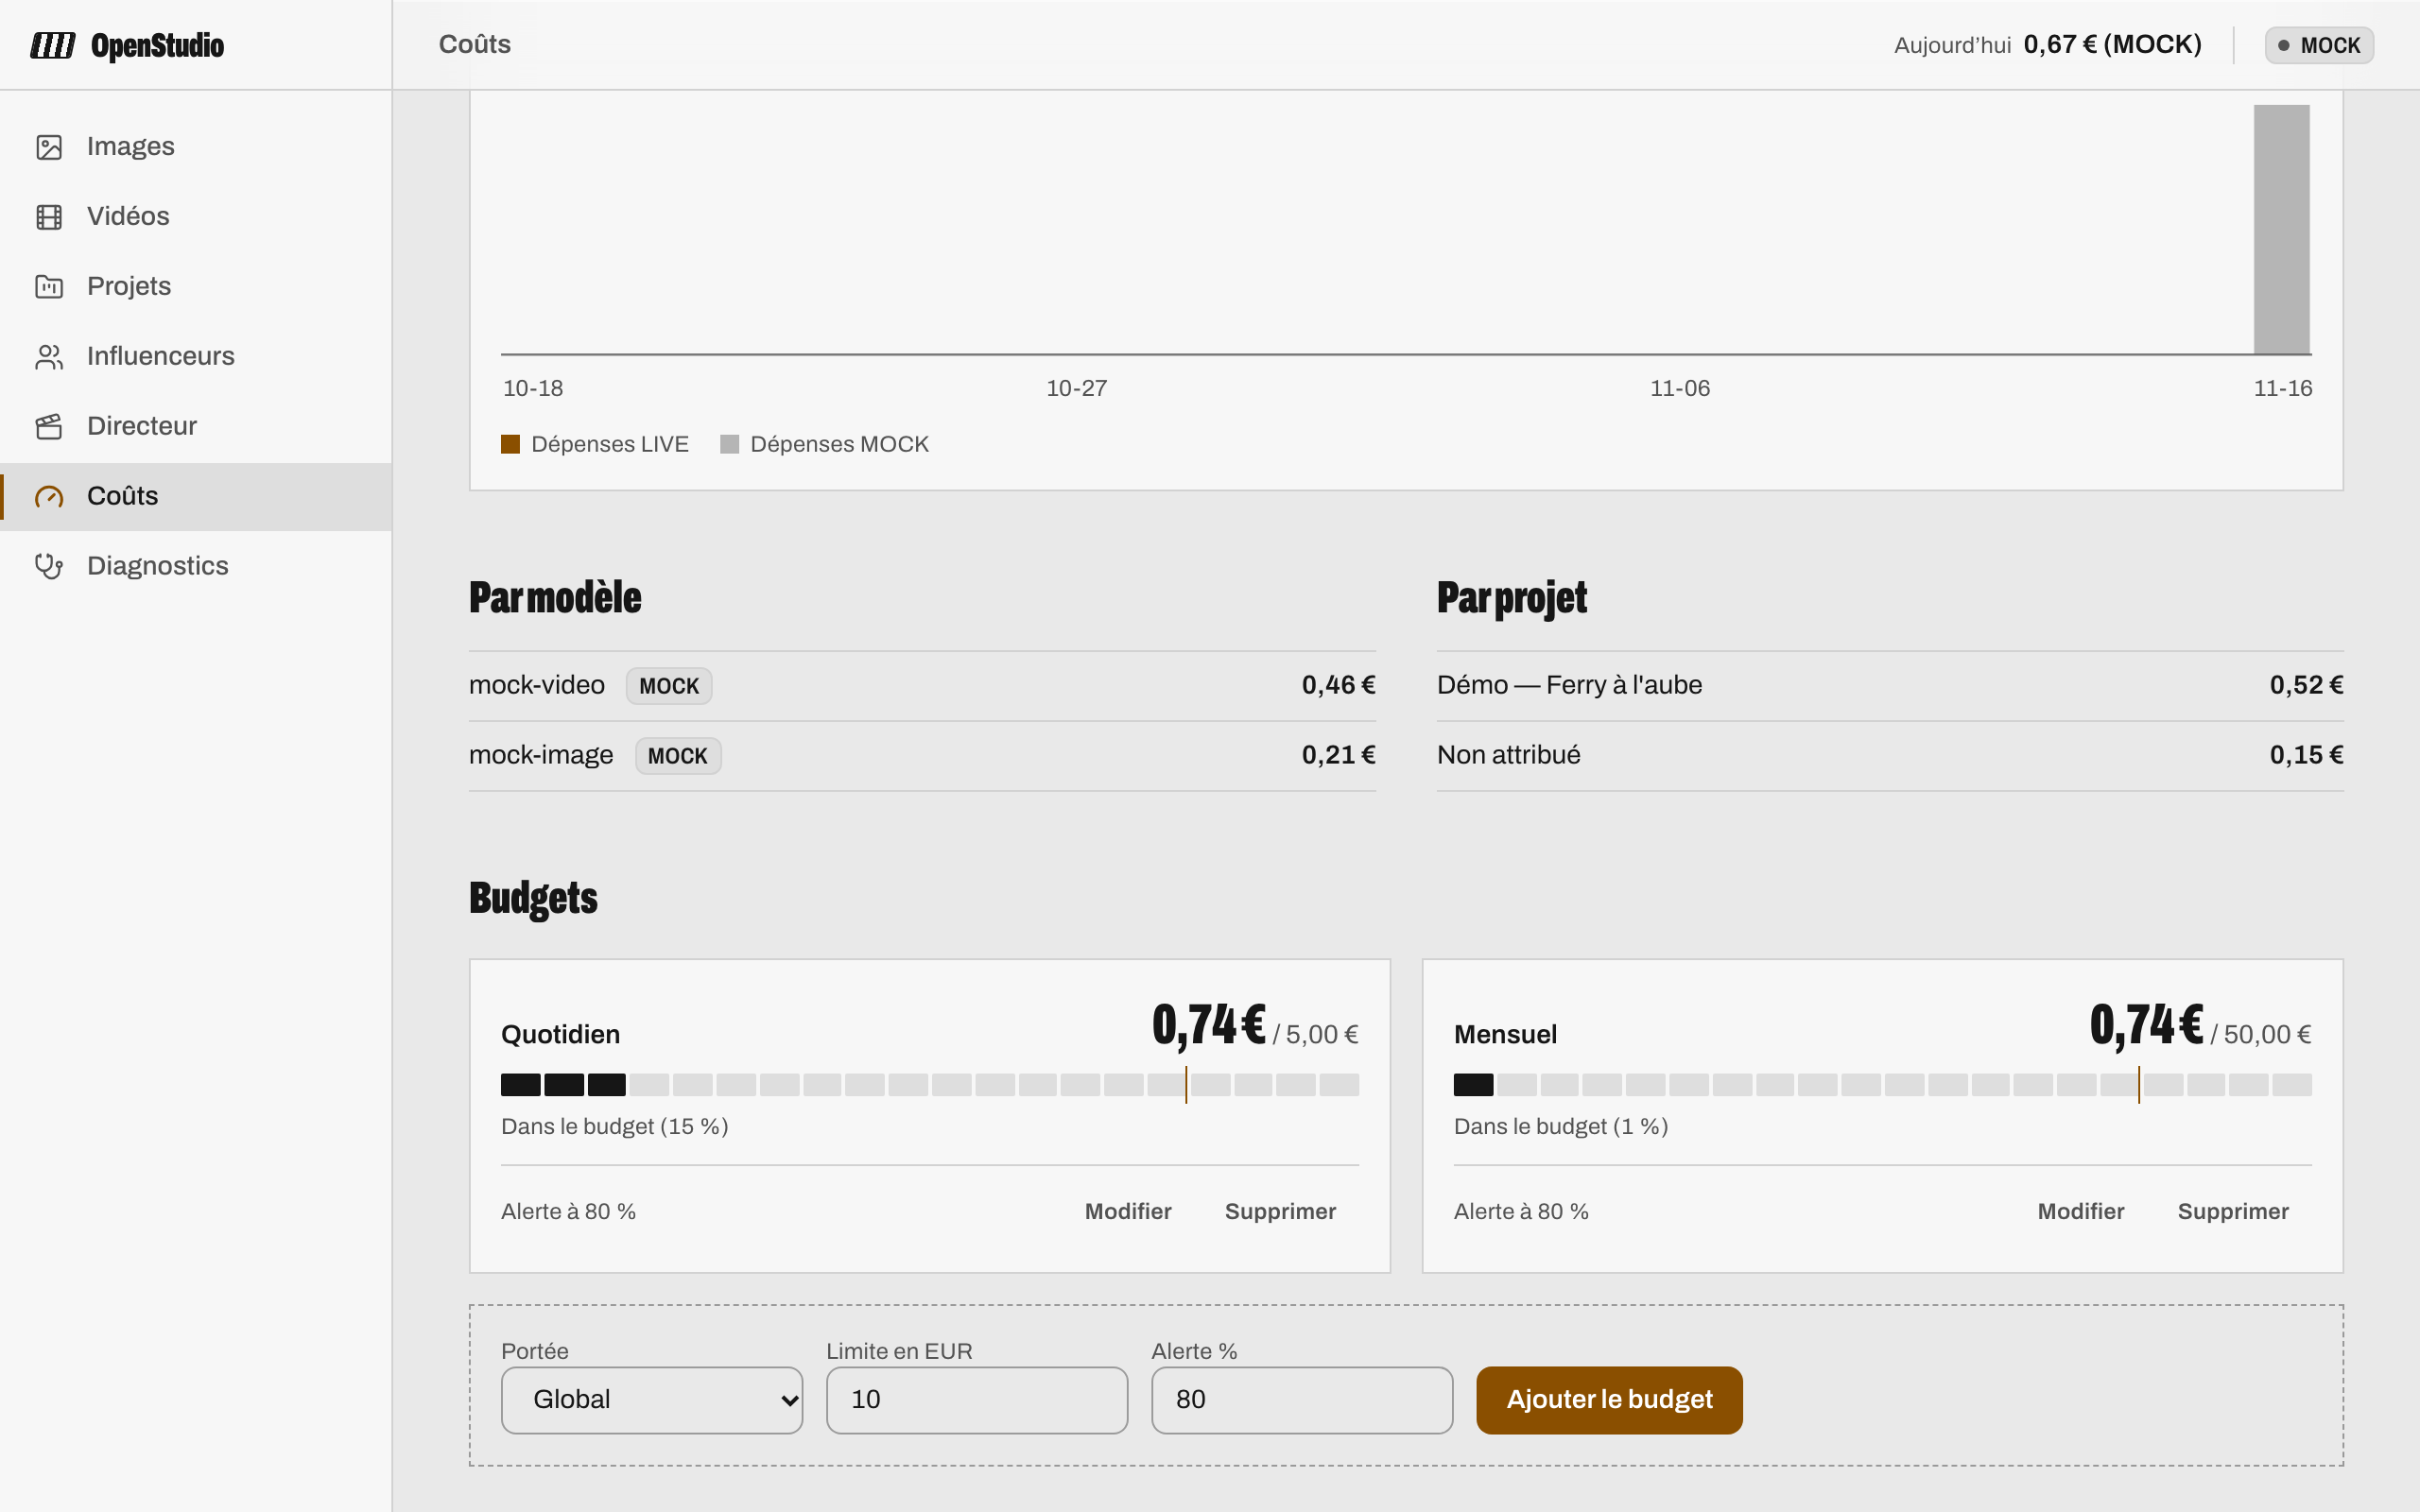 OpenStudio
Coûts
Aujourd’hui 0,67 € (MOCK)
MOCK
Images
Vidéos
Projets
Influenceurs
Directeur
Coûts
Diagnostics
10-18 10-27 11-06 11-16
Dépenses LIVE Dépenses MOCK
Par modèle
mock-video MOCK 0,46 €
mock-image MOCK 0,21 €
Par projet
Démo — Ferry à l'aube 0,52 €
Non attribué 0,15 €
Budgets
Quotidien 0,74 € / 5,00 €
Dans le budget (15 %)
Alerte à 80 % Modifier Supprimer
Mensuel 0,74 € / 50,00 €
Dans le budget (1 %)
Alerte à 80 % Modifier Supprimer
Portée Limite en EUR Alerte %
Global 10 80 Ajouter le budget